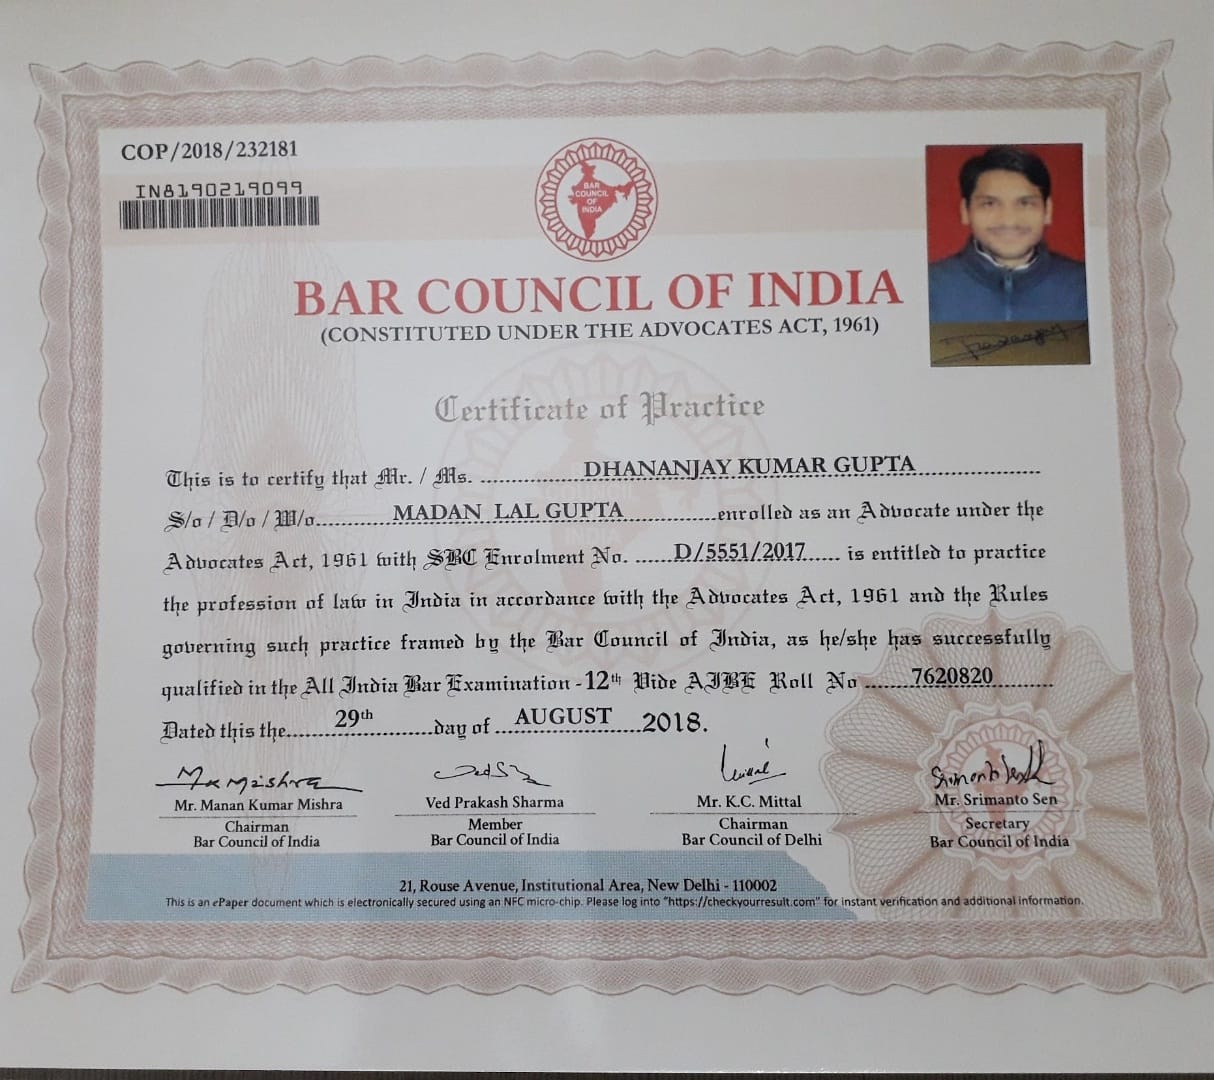 COP/2018/232181
IN8190219099
BAR
COUNCIL
OF
INDIA
BAR COUNCIL OF INDIA
(CONSTITUTED UNDER THE ADVOCATES ACT, 1961)
Certificate of Practice
This is to certify that Mr. / Ms. DHANANJAY KUMAR GUPTA
S/o / D/o / W/o MADAN LAL GUPTA enrolled as an Advocate under the
Advocates Act, 1961 with SBC Enrolment No. D/5551/2017 is entitled to practice
the profession of law in India in accordance with the Advocates Act, 1961 and the Rules
governing such practice framed by the Bar Council of India, as he/she has successfully
qualified in the All India Bar Examination - 12th Vide AIBE Roll No 7620820
Dated this the 29th day of AUGUST 2018.
Mr. Manan Kumar Mishra
Chairman
Bar Council of India
Ved Prakash Sharma
Member
Bar Council of India
Mr. K.C. Mittal
Chairman
Bar Council of Delhi
Mr. Srimanto Sen
Secretary
Bar Council of India
21, Rouse Avenue, Institutional Area, New Delhi - 110002
This is an ePaper document which is electronically secured using an NFC micro-chip. Please log into "https://checkyourresult.com" for instant verification and additional information.